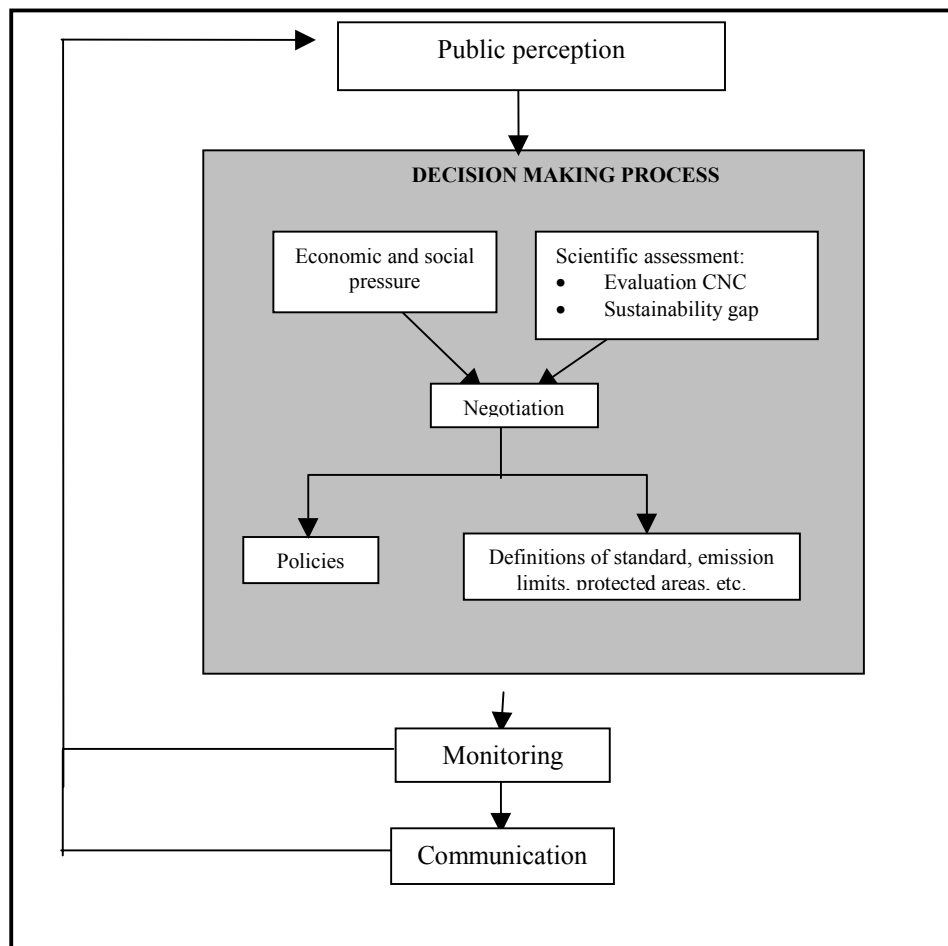 Public perception
DECISION MAKING PROCESS
Economic and social
pressure
Scientific assessment:
• Evaluation CNC
• Sustainability gap
Negotiation
Policies
Definitions of standard, emission
limits, protected areas, etc.
Monitoring
Communication